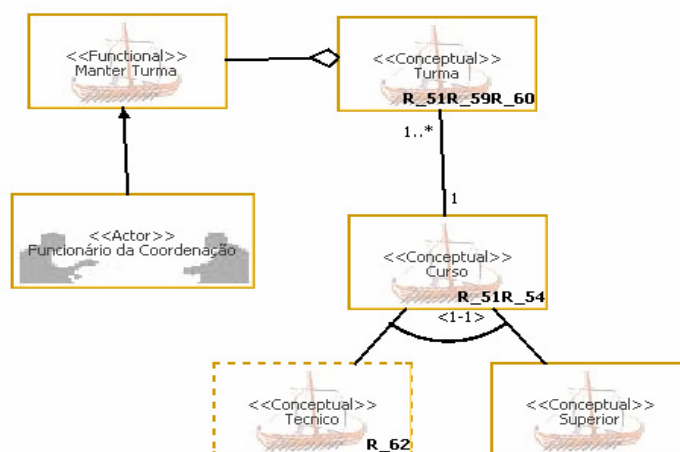 <<Functional>>
Manter Turma
<<Conceptual>>
Turma
R_51R_59R_60
1..*
<<Actor>>
Funcionário da Coordenação
1
<<Conceptual>>
Curso
R_51R_54
<1-1>
<<Conceptual>>
Tecnico
R_62
<<Conceptual>>
Superior